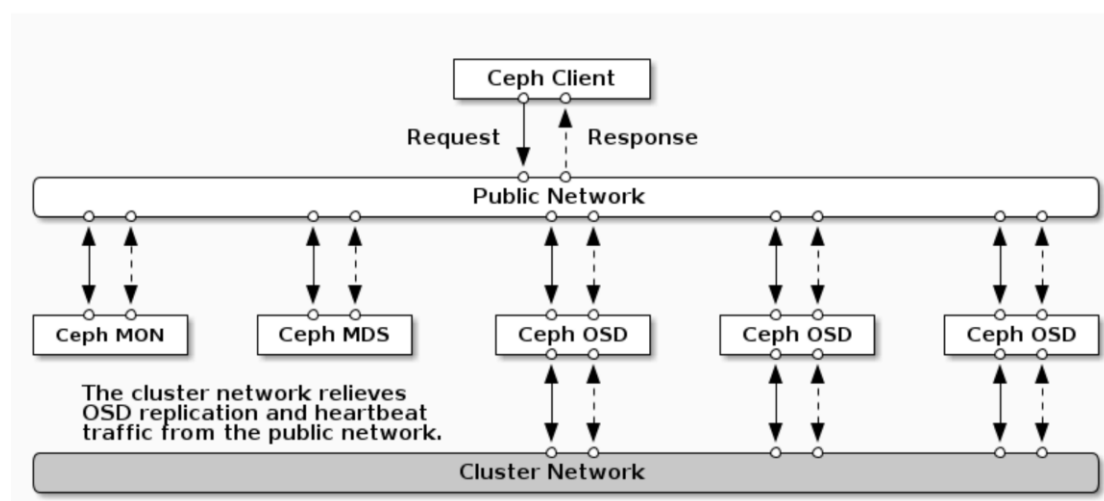 Ceph Client
Request
Response
Public Network
Ceph MON
Ceph MDS
Ceph OSD
Ceph OSD
Ceph OSD
The cluster network relieves
OSD replication and heartbeat
traffic from the public network.
Cluster Network